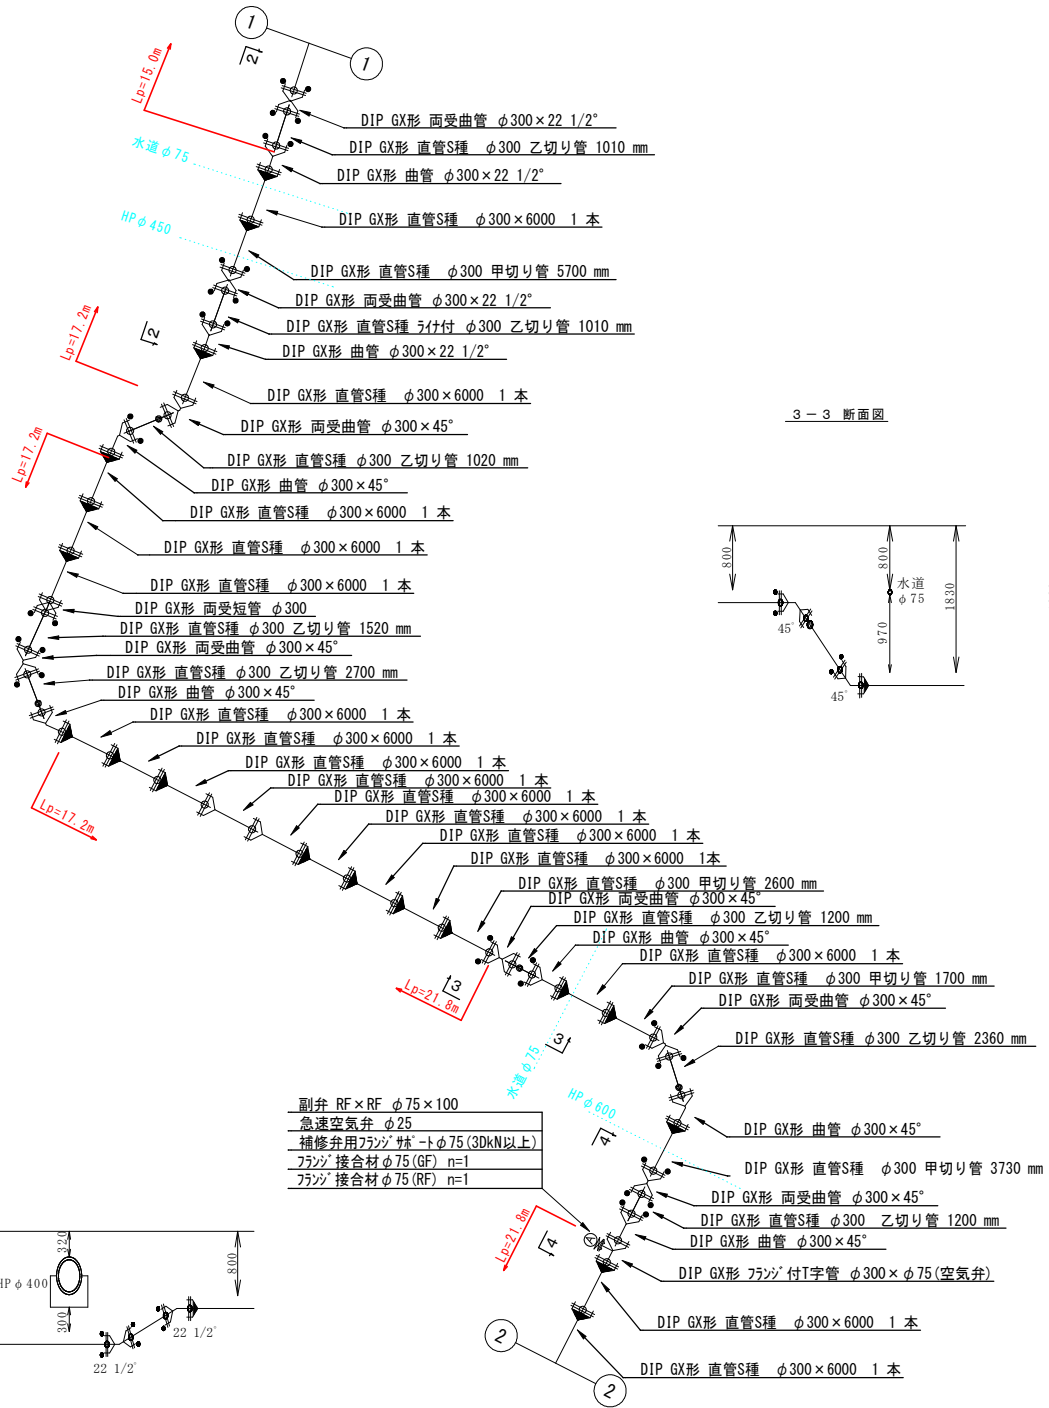 1
1
2
Lp=15.0m
DIP GX形 両受曲管 φ300×22 1/2°
水道φ75
DIP GX形 直管S種 φ300 乙切り管 1010 mm
DIP GX形 曲管 φ300×22 1/2°
HPφ450
DIP GX形 直管S種 φ300×6000 1 本
DIP GX形 直管S種 φ300 甲切り管 5700 mm
DIP GX形 両受曲管 φ300×22 1/2°
2
DIP GX形 直管S種 ライナ付 φ300 乙切り管 1010 mm
Lp=17.2m
DIP GX形 曲管 φ300×22 1/2°
DIP GX形 直管S種 φ300×6000 1 本
DIP GX形 両受曲管 φ300×45°
Lp=17.2m
DIP GX形 直管S種 φ300 乙切り管 1020 mm
DIP GX形 曲管 φ300×45°
DIP GX形 直管S種 φ300×6000 1 本
DIP GX形 直管S種 φ300×6000 1 本
DIP GX形 直管S種 φ300×6000 1 本
DIP GX形 両受短管 φ300
DIP GX形 直管S種 φ300 乙切り管 1520 mm
DIP GX形 両受曲管 φ300×45°
DIP GX形 直管S種 φ300 乙切り管 2700 mm
DIP GX形 曲管 φ300×45°
DIP GX形 直管S種 φ300×6000 1 本
DIP GX形 直管S種 φ300×6000 1 本
DIP GX形 直管S種 φ300×6000 1 本
DIP GX形 直管S種 φ300×6000 1 本
DIP GX形 直管S種 φ300×6000 1 本
Lp=17.2m
DIP GX形 直管S種 φ300×6000 1 本
DIP GX形 直管S種 φ300×6000 1 本
DIP GX形 直管S種 φ300×6000 1本
DIP GX形 直管S種 φ300 甲切り管 2600 mm
DIP GX形 両受曲管 φ300×45°
DIP GX形 直管S種 φ300 乙切り管 1200 mm
DIP GX形 曲管 φ300×45°
DIP GX形 直管S種 φ300×6000 1 本
DIP GX形 直管S種 φ300 甲切り管 1700 mm
3
Lp=21.8m
DIP GX形 両受曲管 φ300×45°
3
DIP GX形 直管S種 φ300 乙切り管 2360 mm
水道φ75
HPφ600
4
DIP GX形 曲管 φ300×45°
DIP GX形 直管S種 φ300 甲切り管 3730 mm
DIP GX形 両受曲管 φ300×45°
DIP GX形 直管S種 φ300 乙切り管 1200 mm
DIP GX形 曲管 φ300×45°
副弁 RF×RF φ75×100
急速空気弁 φ25
補修弁用フランジサポートφ75(3DkN以上)
フランジ接合材φ75(GF) n=1
フランジ接合材φ75(RF) n=1
Lp=21.8m
4
A
DIP GX形 フランジ付T字管 φ300×φ75(空気弁)
DIP GX形 直管S種 φ300×6000 1 本
DIP GX形 直管S種 φ300×6000 1 本
2
2
3-3 断面図
800
800
水道
φ75
1830
970
45°
45°
320
HPφ400
300
800
22 1/2°
22 1/2°